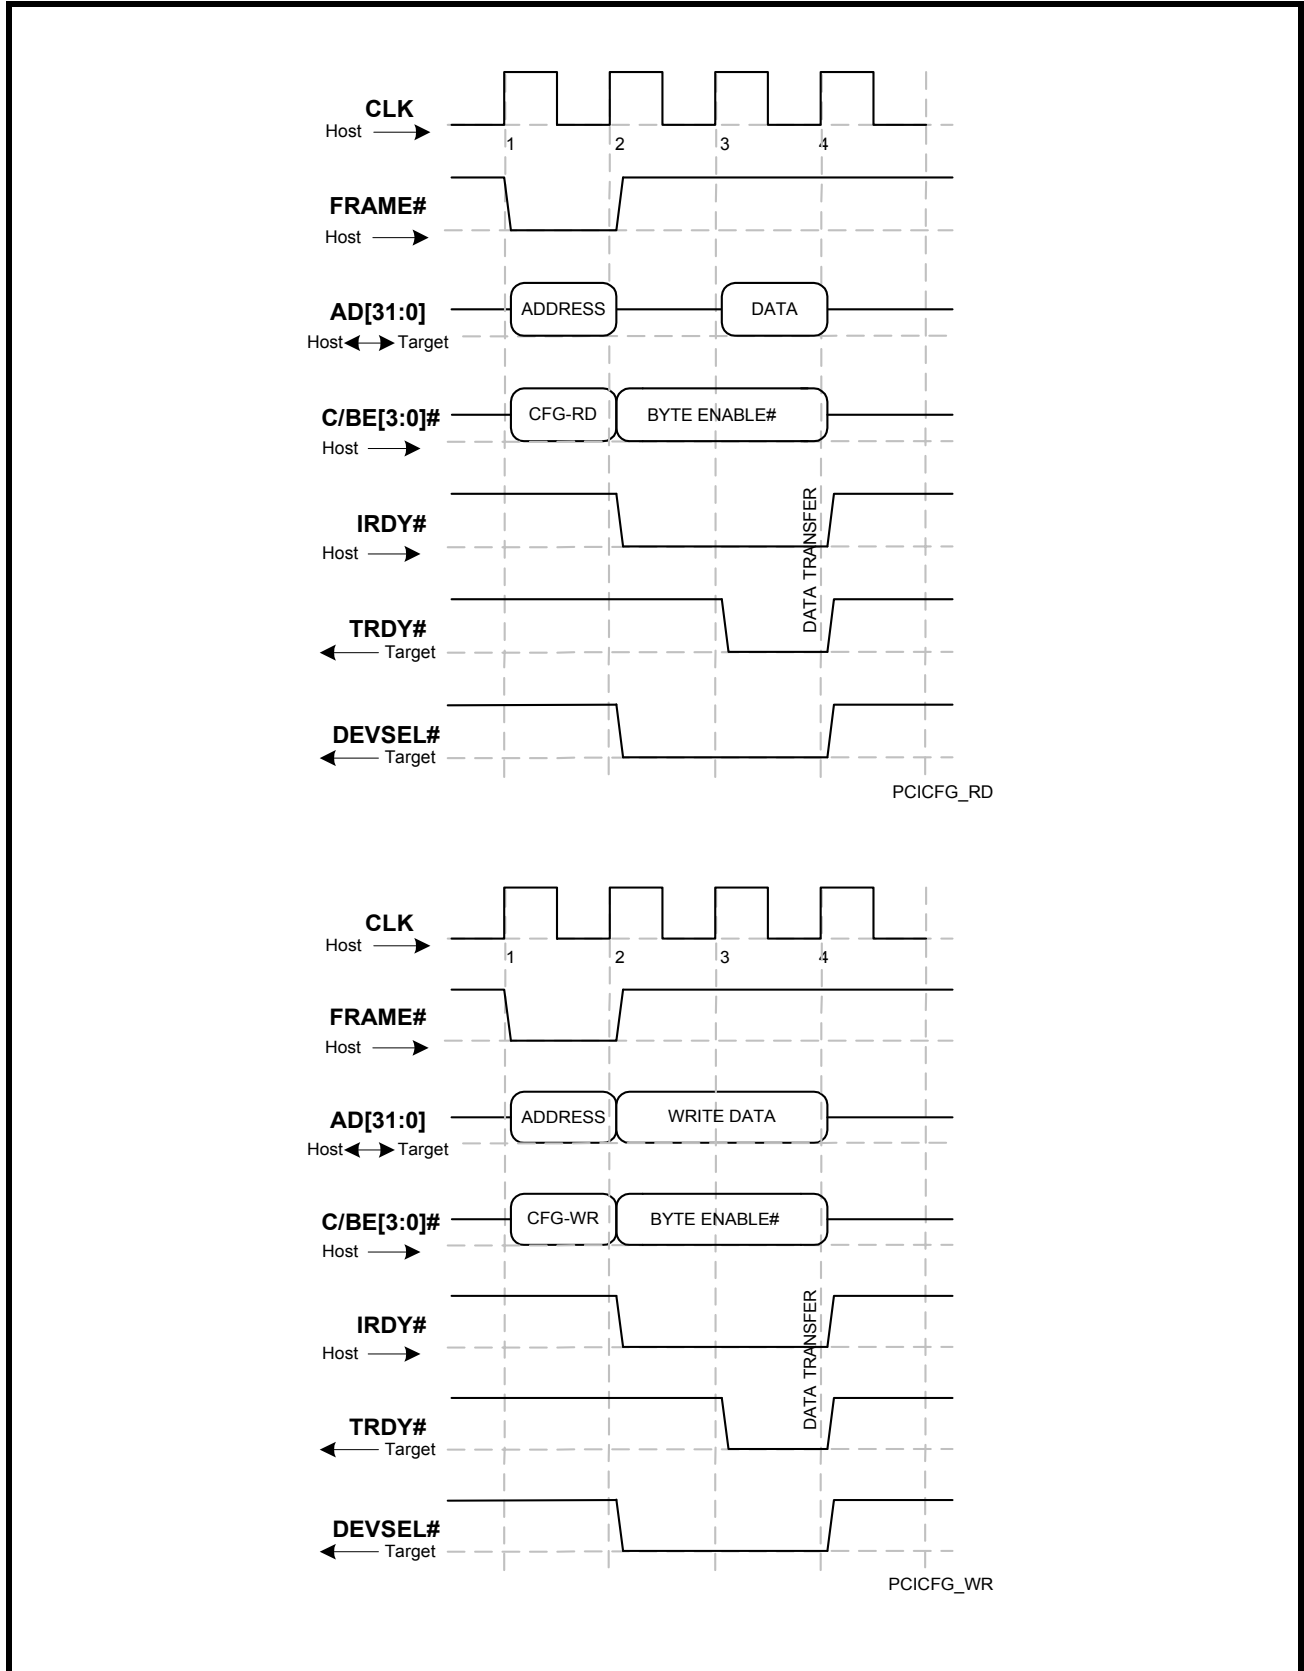 CLK
Host
1 2 3 4
FRAME#
Host
AD[31:0] ADDRESS DATA
Host Target
C/BE[3:0]# CFG-RD BYTE ENABLE#
Host
IRDY#
Host
DATA TRANSFER
TRDY#
Target
DEVSEL#
Target
PCICFG_RD
CLK
Host
1 2 3 4
FRAME#
Host
AD[31:0] ADDRESS WRITE DATA
Host Target
C/BE[3:0]# CFG-WR BYTE ENABLE#
Host
IRDY#
Host
DATA TRANSFER
TRDY#
Target
DEVSEL#
Target
PCICFG_WR